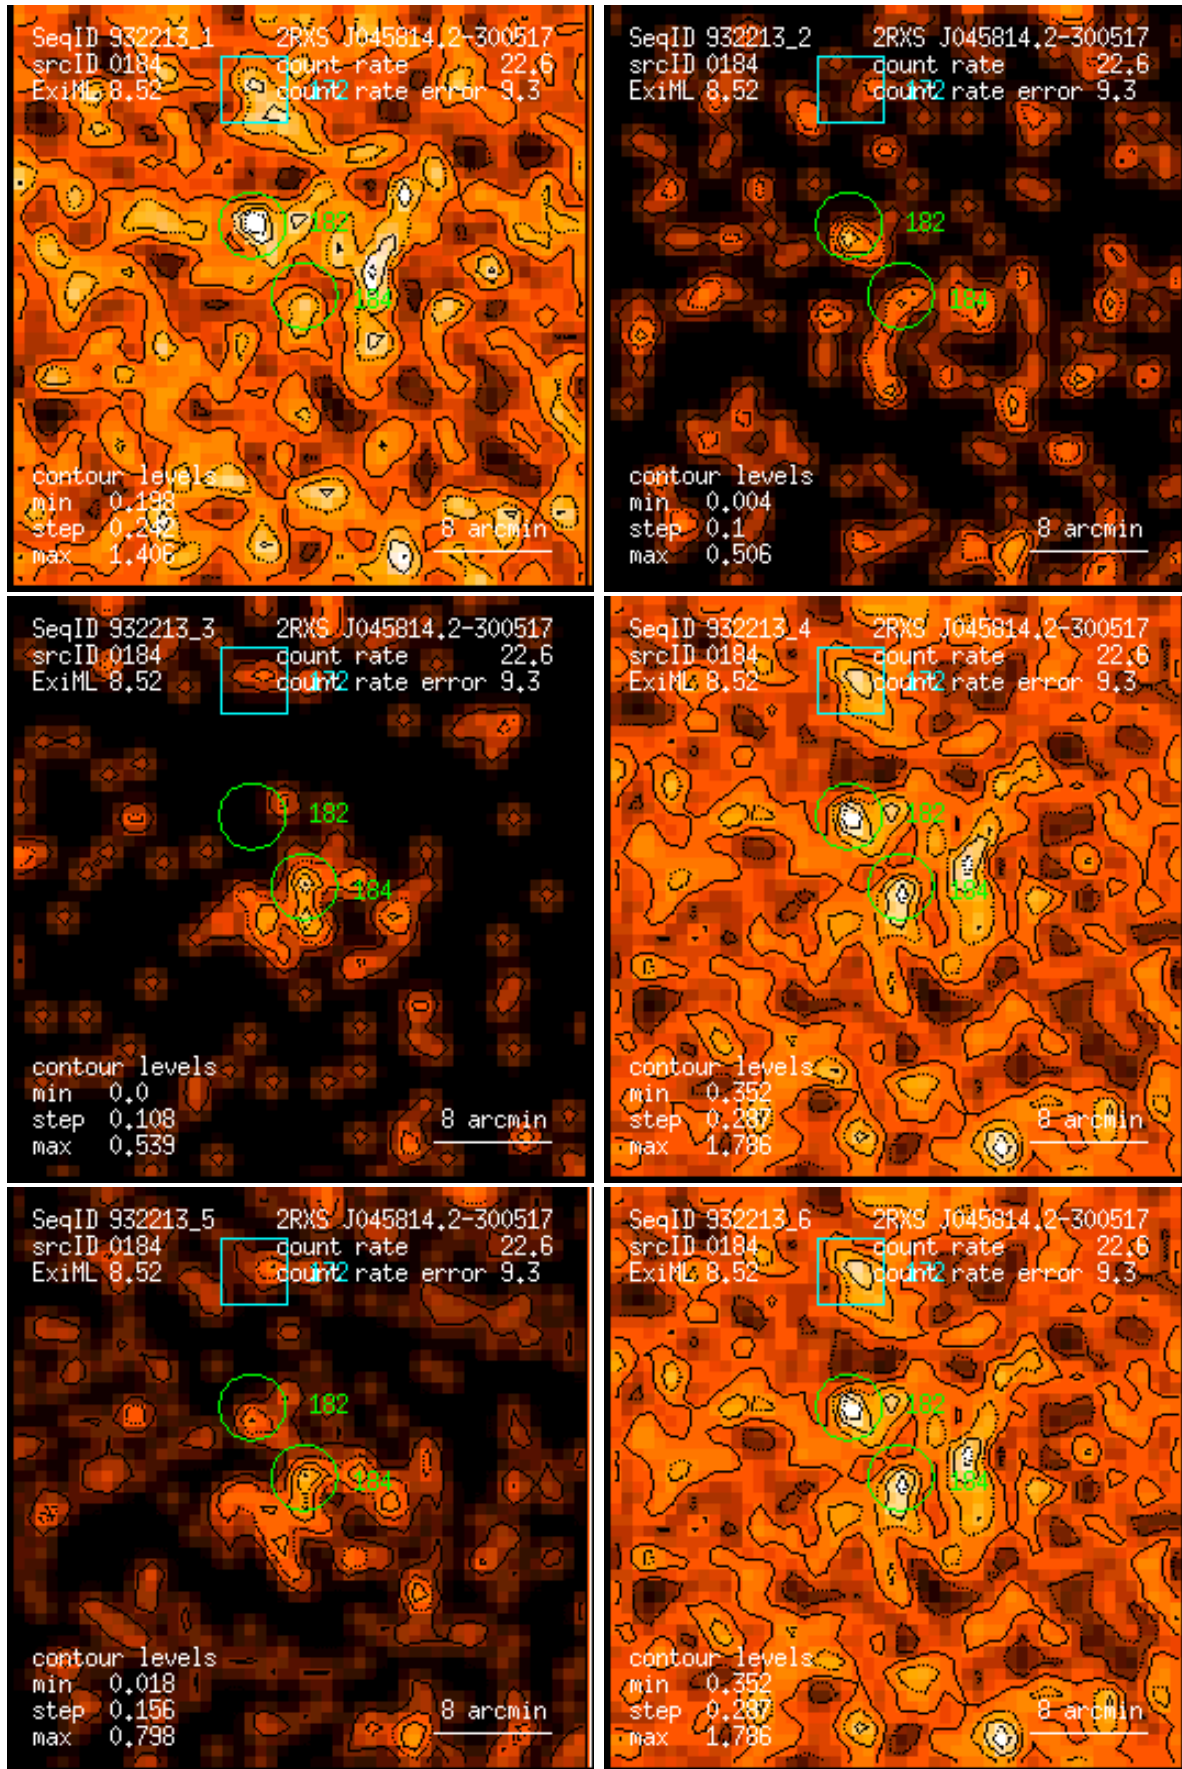 SeqID 932213_1 2RXS J045814.2-300517
srcID 0184 count rate 22.6
ExiML 8.52 count rate error 9.3
172
182
184
contour levels
min 0.198
step 0.242
max 1.406
8 arcmin
SeqID 932213_2 2RXS J045814.2-300517
srcID 0184 count rate 22.6
ExiML 8.52 count rate error 9.3
172
182
184
contour levels
min 0.004
step 0.1
max 0.506
8 arcmin
SeqID 932213_3 2RXS J045814.2-300517
srcID 0184 count rate 22.6
ExiML 8.52 count rate error 9.3
172
182
184
contour levels
min 0.0
step 0.108
max 0.539
8 arcmin
SeqID 932213_4 2RXS J045814.2-300517
srcID 0184 count rate 22.6
ExiML 8.52 count rate error 9.3
172
182
184
contour levels
min 0.352
step 0.287
max 1.786
8 arcmin
SeqID 932213_5 2RXS J045814.2-300517
srcID 0184 count rate 22.6
ExiML 8.52 count rate error 9.3
172
182
184
contour levels
min 0.018
step 0.156
max 0.798
8 arcmin
SeqID 932213_6 2RXS J045814.2-300517
srcID 0184 count rate 22.6
ExiML 8.52 count rate error 9.3
172
182
184
contour levels
min 0.352
step 0.287
max 1.786
8 arcmin